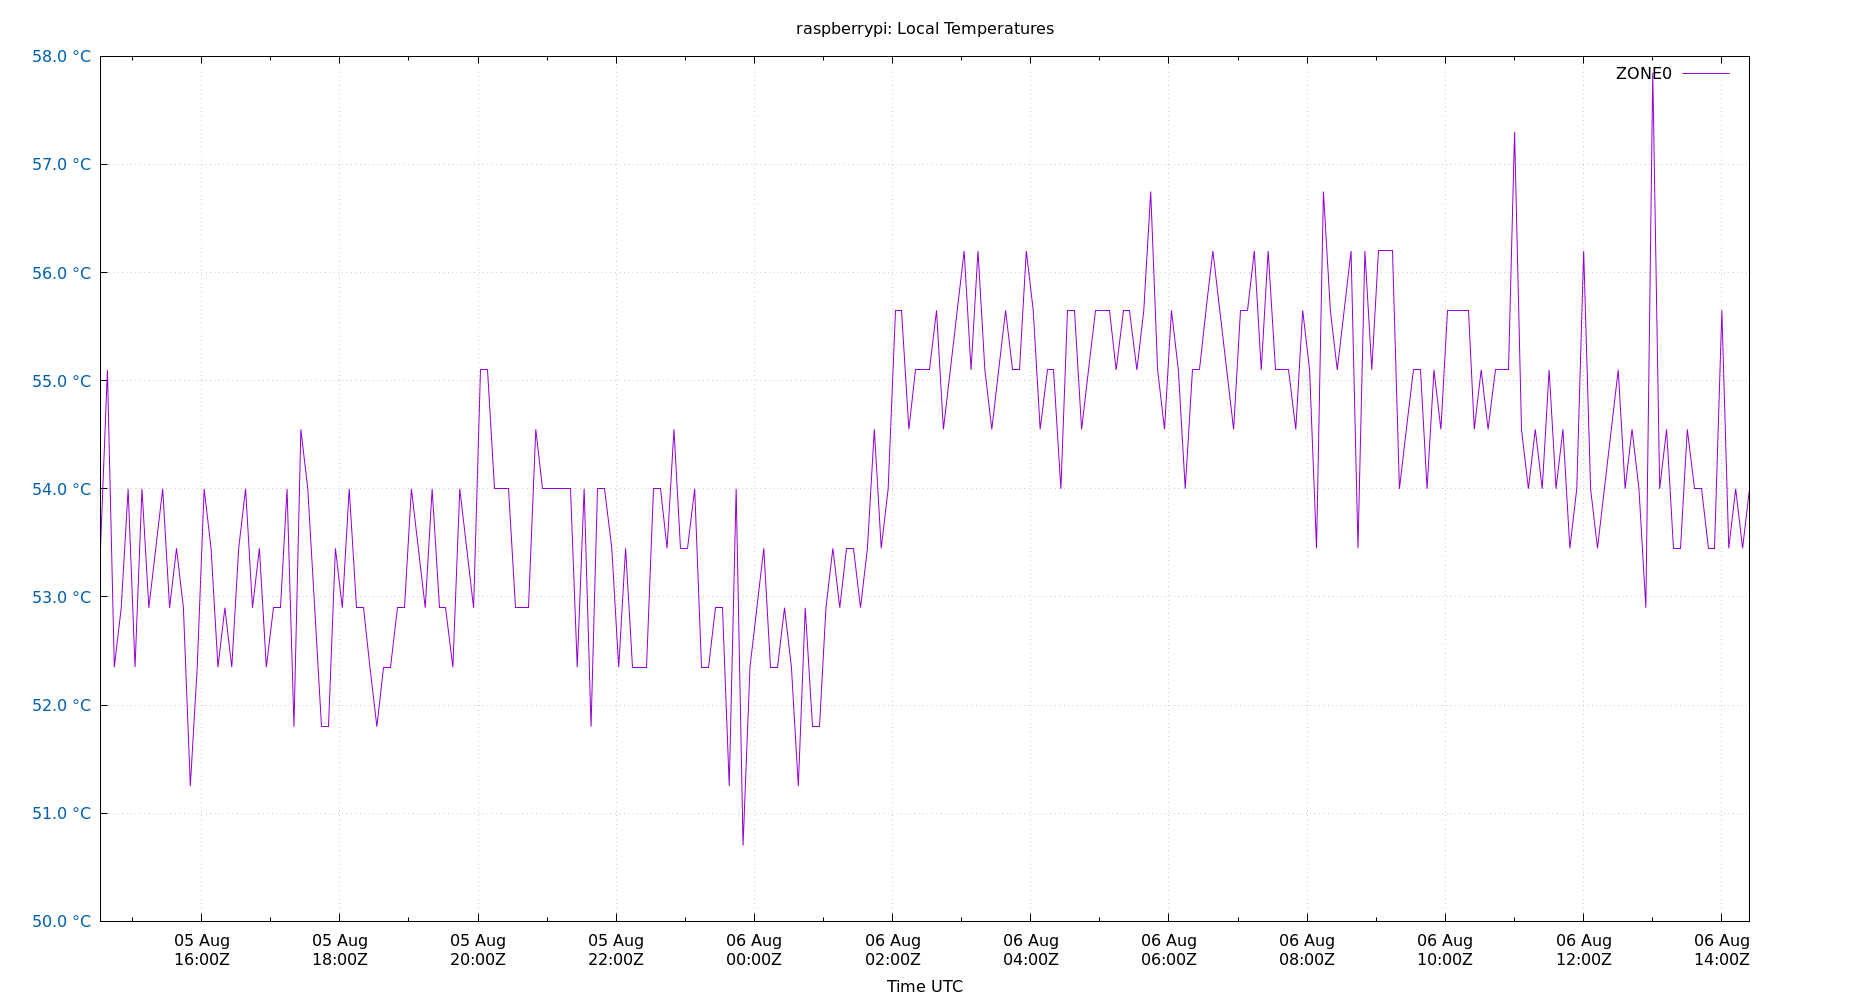 raspberrypi: Local Temperatures
58.0 °C
ZONE0
57.0 °C
56.0 °C
55.0 °C
54.0 °C
53.0 °C
52.0 °C
51.0 °C
50.0 °C
05 Aug 05 Aug 05 Aug 05 Aug 06 Aug 06 Aug 06 Aug 06 Aug 06 Aug 06 Aug 06 Aug 06 Aug
16:00Z 18:00Z 20:00Z 22:00Z 00:00Z 02:00Z 04:00Z 06:00Z 08:00Z 10:00Z 12:00Z 14:00Z
Time UTC